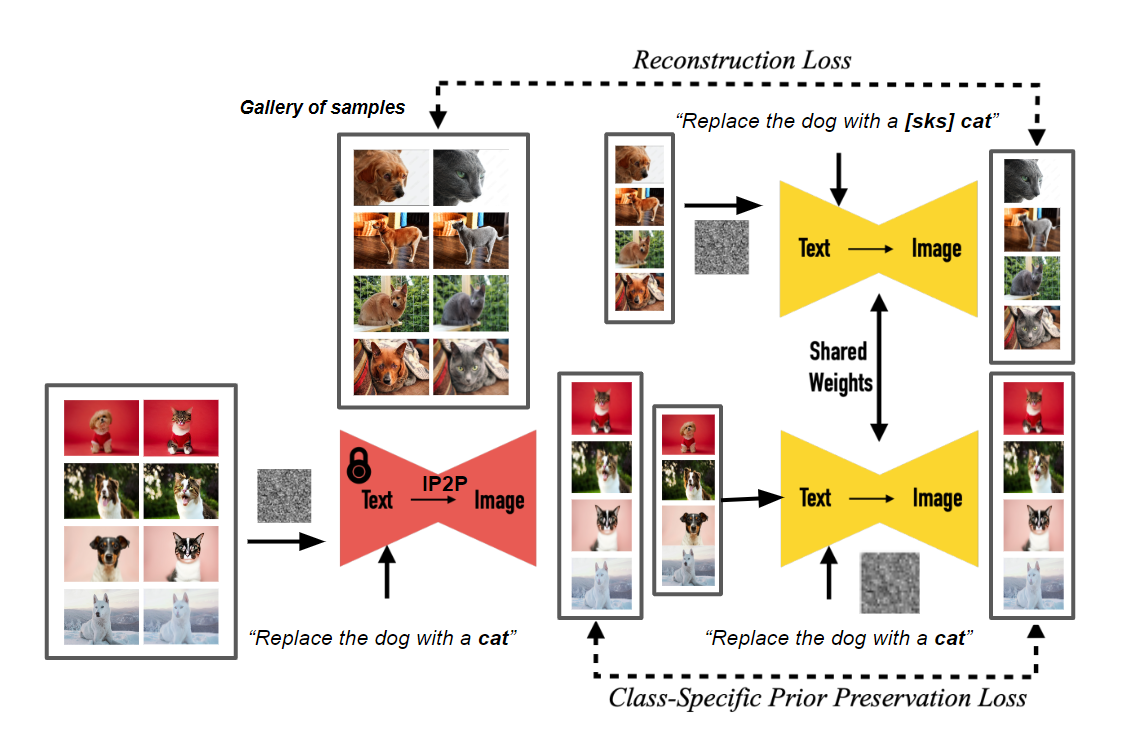 Reconstruction Loss
Gallery of samples
“Replace the dog with a [sks] cat”
Text
Image
Shared
Weights
IP2P
Text
Image
Text
Image
“Replace the dog with a cat”
“Replace the dog with a cat”
Class-Specific Prior Preservation Loss